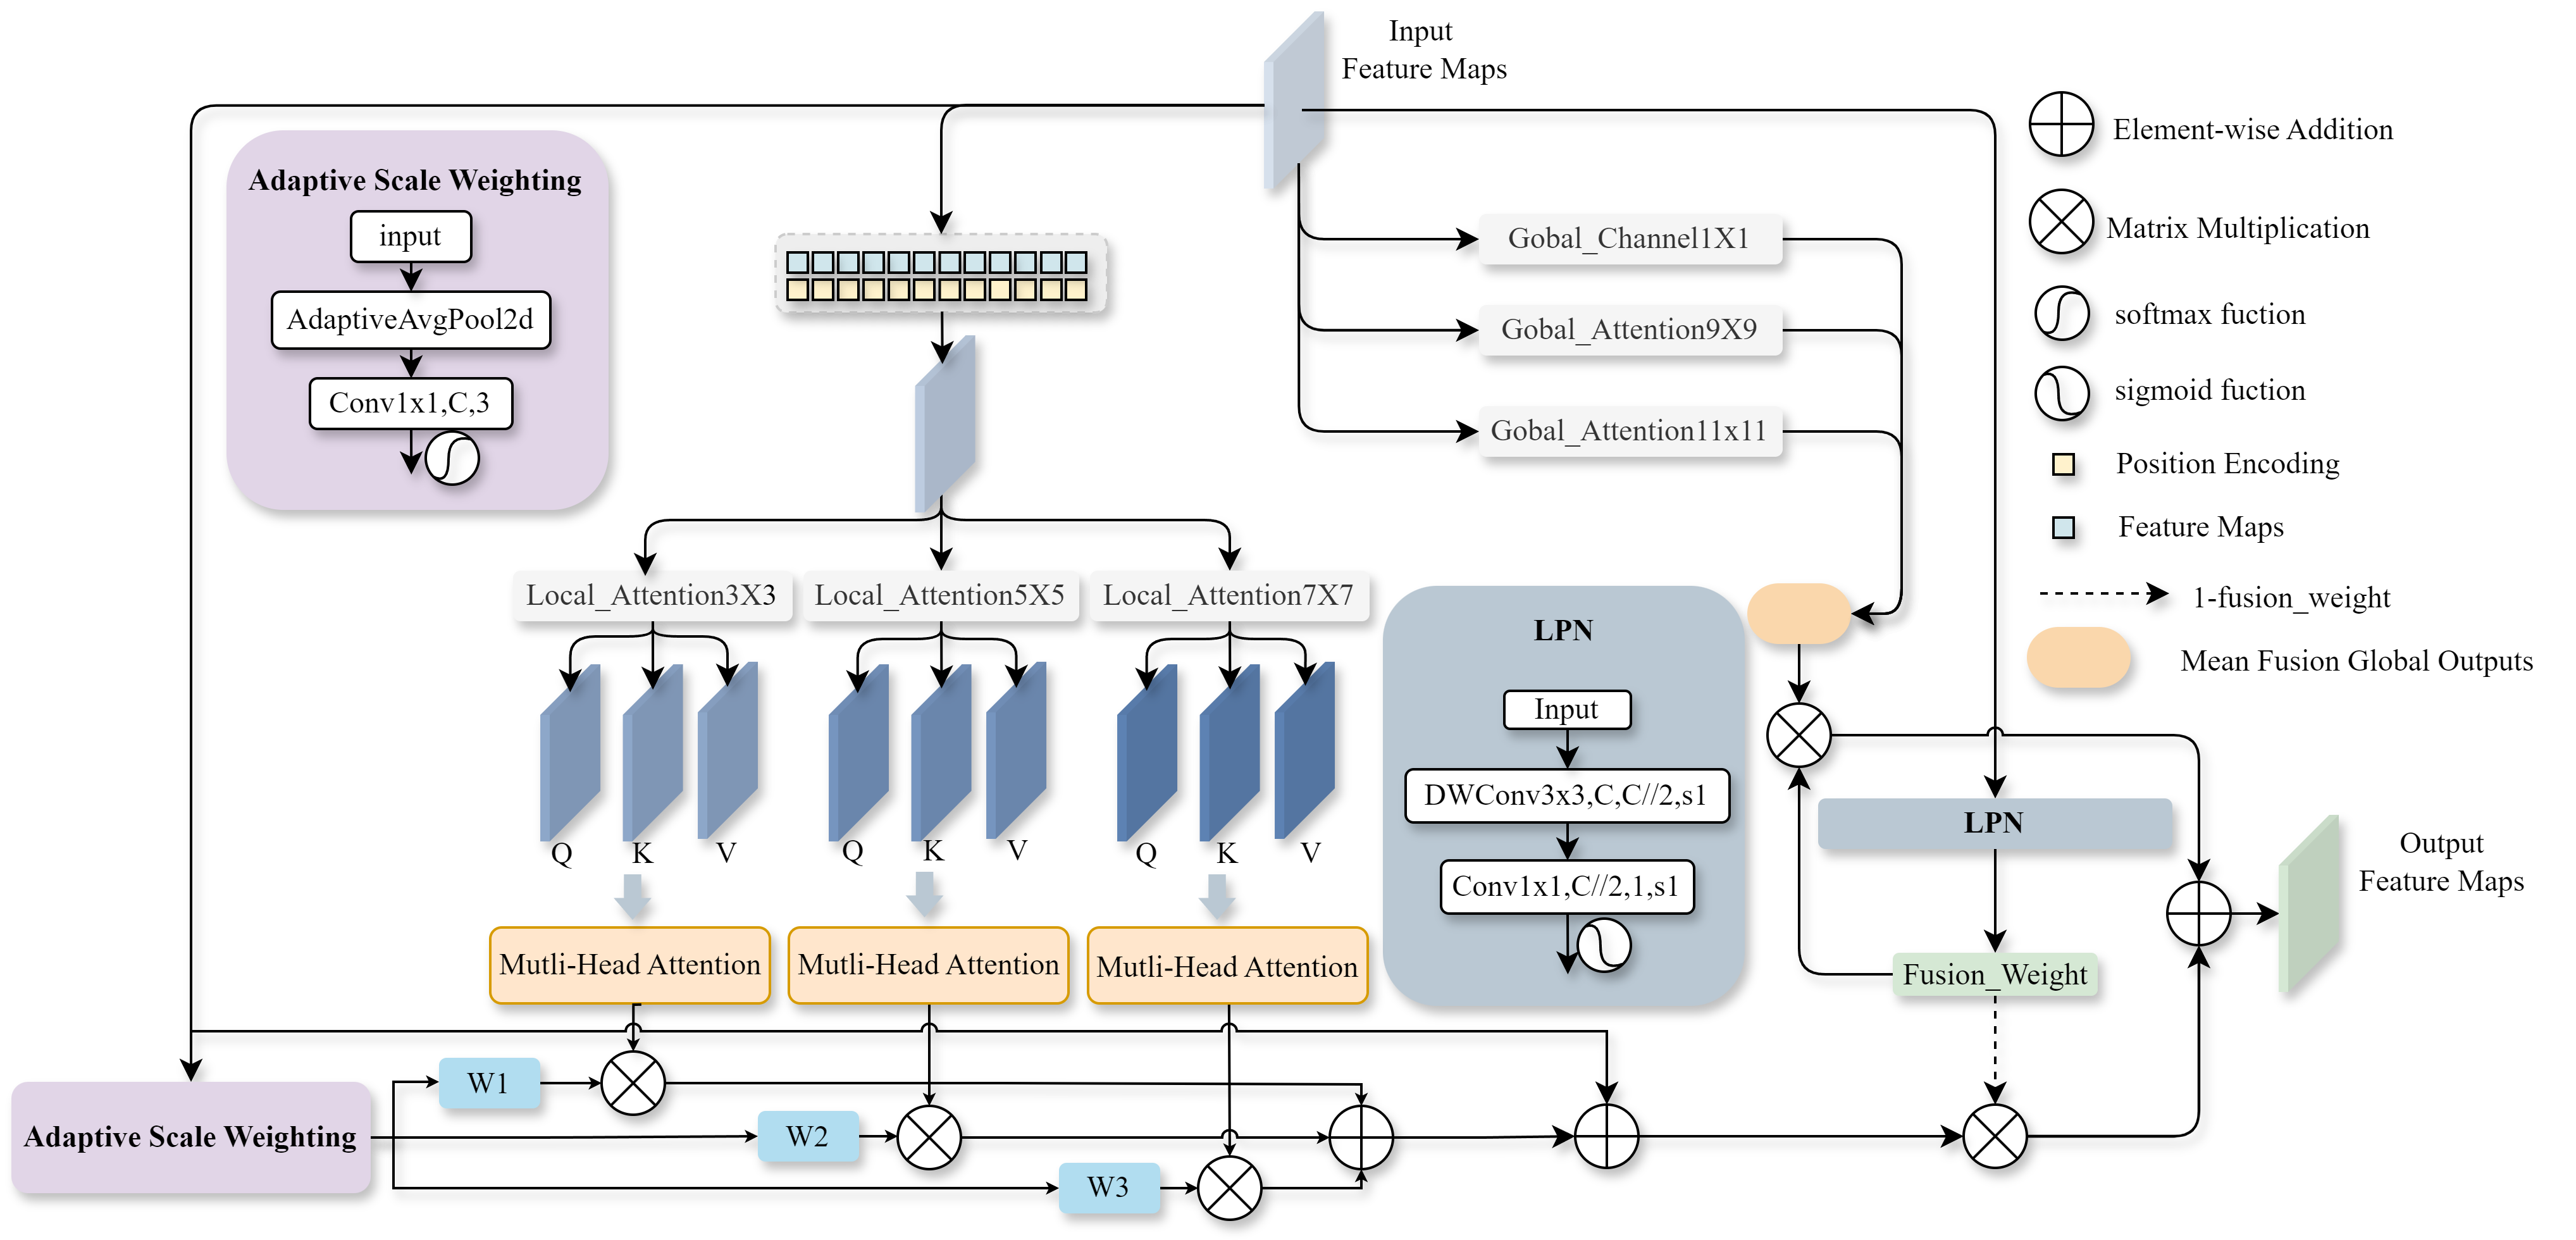 Input
Feature Maps
Adaptive Scale Weighting
input
AdaptiveAvgPool2d
Conv1x1,C,3
Gobal_Channel1X1
Gobal_Attention9X9
Gobal_Attention11x11
Element-wise Addition
Matrix Multiplication
softmax fuction
sigmoid fuction
Position Encoding
Feature Maps
1-fusion_weight
Mean Fusion Global Outputs
Local_Attention3X3
Local_Attention5X5
Local_Attention7X7
Q
K
V
Q
K
V
Q
K
V
Mutli-Head Attention
Mutli-Head Attention
Mutli-Head Attention
LPN
Input
DWConv3x3,C,C//2,s1
Conv1x1,C//2,1,s1
LPN
Fusion_Weight
Output
Feature Maps
Adaptive Scale Weighting
W1
W2
W3